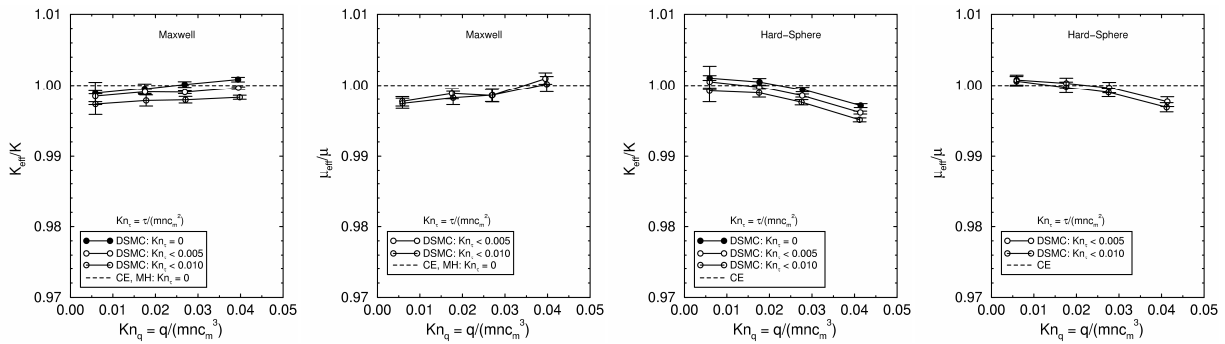 1.01
1.00
0.99
0.98
0.97
K_eff/K
Maxwell
Kn_τ = τ/(mnc_m^2)
DSMC: Kn_τ = 0
DSMC: Kn_τ < 0.005
DSMC: Kn_τ < 0.010
CE, MH: Kn_τ = 0
0.00 0.01 0.02 0.03 0.04 0.05
Kn_q = q/(mnc_m^3)
1.01
1.00
0.99
0.98
0.97
μ_eff/μ
Maxwell
Kn_τ = τ/(mnc_m^2)
DSMC: Kn_τ < 0.005
DSMC: Kn_τ < 0.010
CE, MH: Kn_τ = 0
0.00 0.01 0.02 0.03 0.04 0.05
Kn_q = q/(mnc_m^3)
1.01
1.00
0.99
0.98
0.97
K_eff/K
Hard-Sphere
Kn_τ = τ/(mnc_m^2)
DSMC: Kn_τ = 0
DSMC: Kn_τ < 0.005
DSMC: Kn_τ < 0.010
CE
0.00 0.01 0.02 0.03 0.04 0.05
Kn_q = q/(mnc_m^3)
1.01
1.00
0.99
0.98
0.97
μ_eff/μ
Hard-Sphere
Kn_τ = τ/(mnc_m^2)
DSMC: Kn_τ < 0.005
DSMC: Kn_τ < 0.010
CE
0.00 0.01 0.02 0.03 0.04 0.05
Kn_q = q/(mnc_m^3)